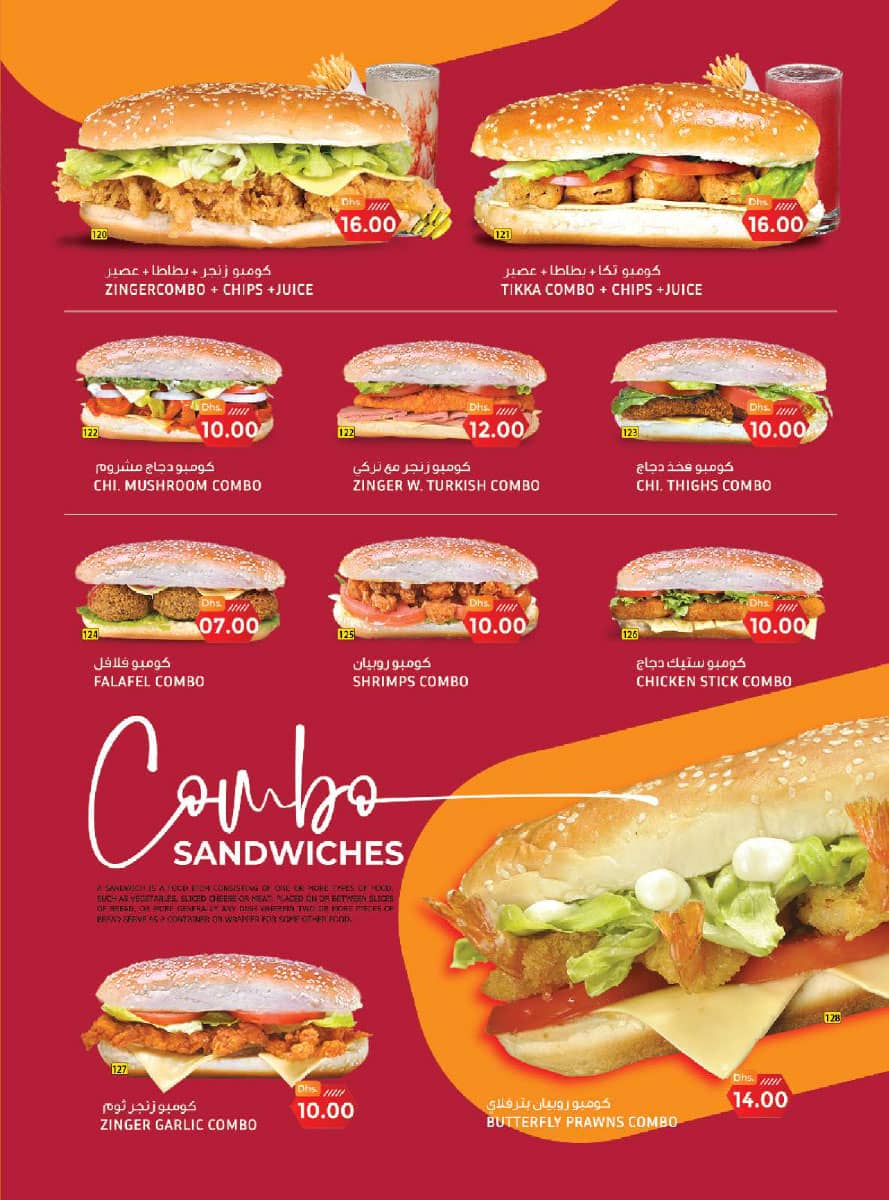 Dhs.
16.00
120
كومبو زنجر + بطاطا + عصير
ZINGERCOMBO + CHIPS +JUICE
Dhs.
16.00
121
كومبو تكا + بطاطا + عصير
TIKKA COMBO + CHIPS +JUICE
Dhs.
10.00
122
كومبو دجاج مشروم
CHI. MUSHROOM COMBO
Dhs.
12.00
122
كومبو زنجر مع تركي
ZINGER W. TURKISH COMBO
Dhs.
10.00
123
كومبو فخذ دجاج
CHI. THIGHS COMBO
Dhs.
07.00
124
كومبو فلافل
FALAFEL COMBO
Dhs.
10.00
125
كومبو روبيان
SHRIMPS COMBO
Dhs.
10.00
126
كومبو ستيك دجاج
CHICKEN STICK COMBO
Combo
SANDWICHES
A SANDWICH IS A FOOD ITEM CONSISTING OF ONE OR MORE TYPES OF FOOD,
SUCH AS VEGETABLES, SLICED CHEESE OR MEAT, PLACED ON OR BETWEEN SLICES
OF BREAD, OR MORE GENERALLY ANY DISH WHEREIN TWO OR MORE PIECES OF
BREAD SERVE AS A CONTAINER OR WRAPPER FOR SOME OTHER FOOD.
127
Dhs.
10.00
كومبو زنجر ثوم
ZINGER GARLIC COMBO
128
Dhs.
14.00
كومبو روبيان بترفلاي
BUTTERFLY PRAWNS COMBO